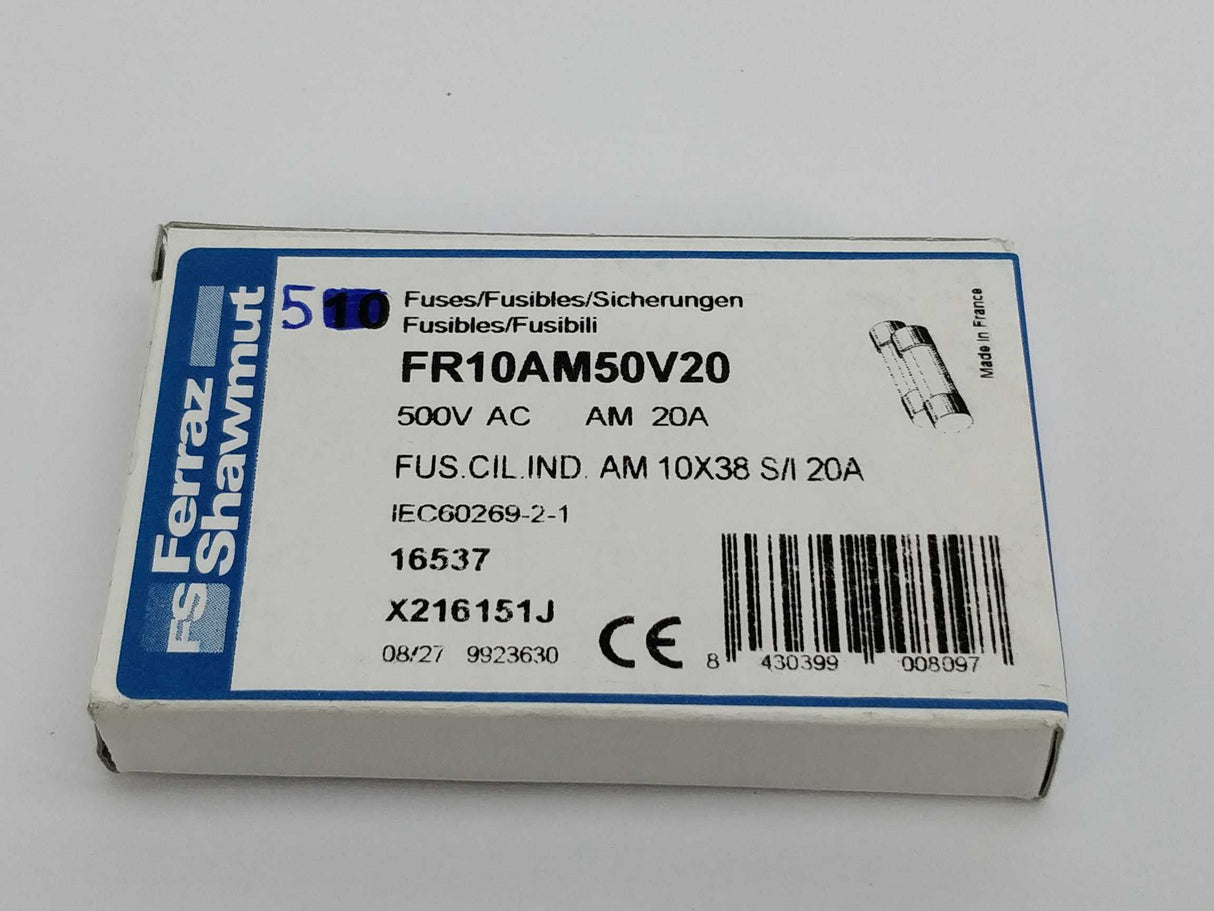 FS Ferraz
Shawmut
5 10 Fuses/Fusibles/Sicherungen
Fusibles/Fusibili
FR10AM50V20
500V AC AM 20A
FUS.CIL.IND. AM 10X38 S/I 20A
IEC60269-2-1
16537
X216151J
08/27 9923630
CE
8 430399 008097
Made in France